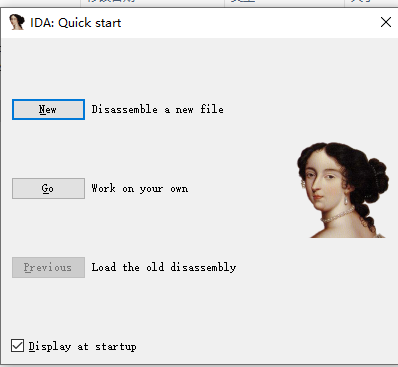 IDA: Quick start
New Disassemble a new file
Go Work on your own
Previous Load the old disassembly
Display at startup